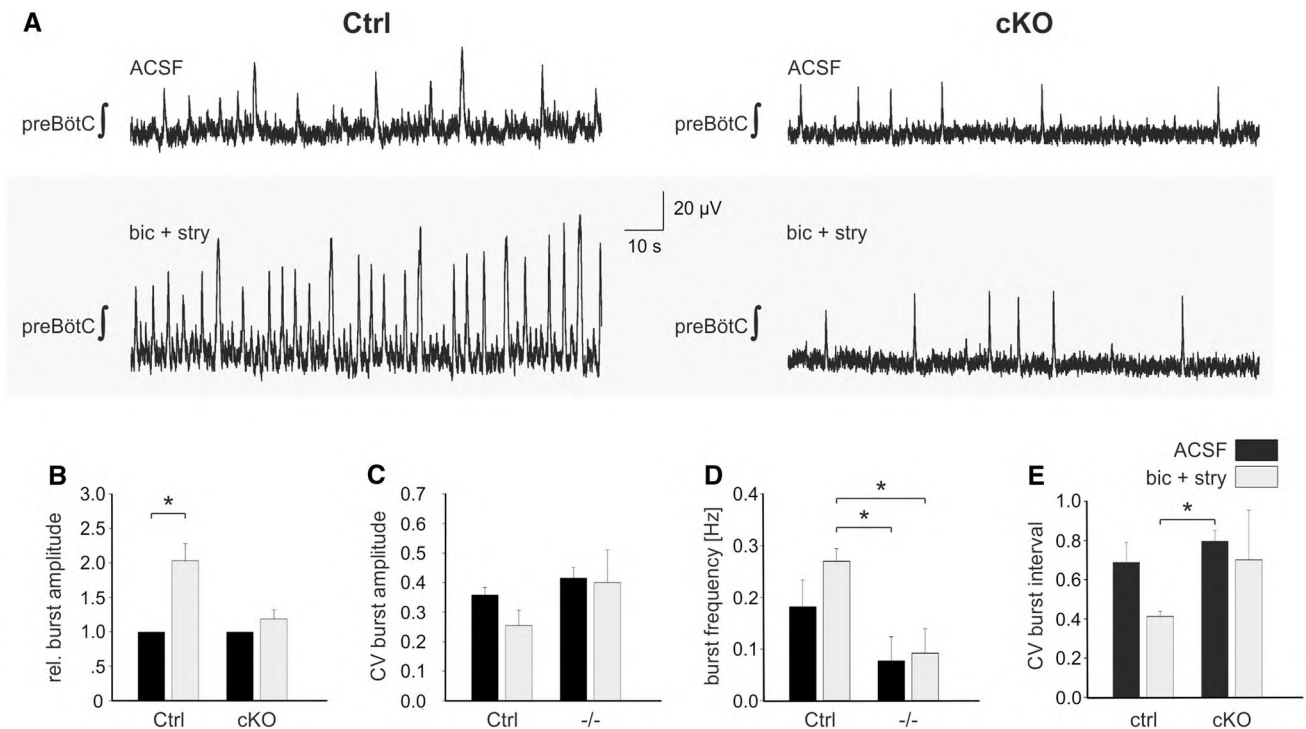 A
Ctrl
cKO
ACSF
ACSF
preBötC∫
preBötC∫
20 µV
10 s
bic + stry
bic + stry
preBötC∫
preBötC∫
ACSF
bic + stry
B
rel. burst amplitude
3.0
2.5
2.0
1.5
1.0
.5
0
*
Ctrl
cKO
C
CV burst amplitude
0.7
0.6
0.5
0.4
0.3
0.2
0.1
0.0
Ctrl
-/-
D
burst frequency [Hz]
0.4
0.3
0.2
0.1
0.0
*
*
Ctrl
-/-
E
CV burst interval
1.0
0.8
0.6
0.4
0.2
0.0
*
ctrl
cKO